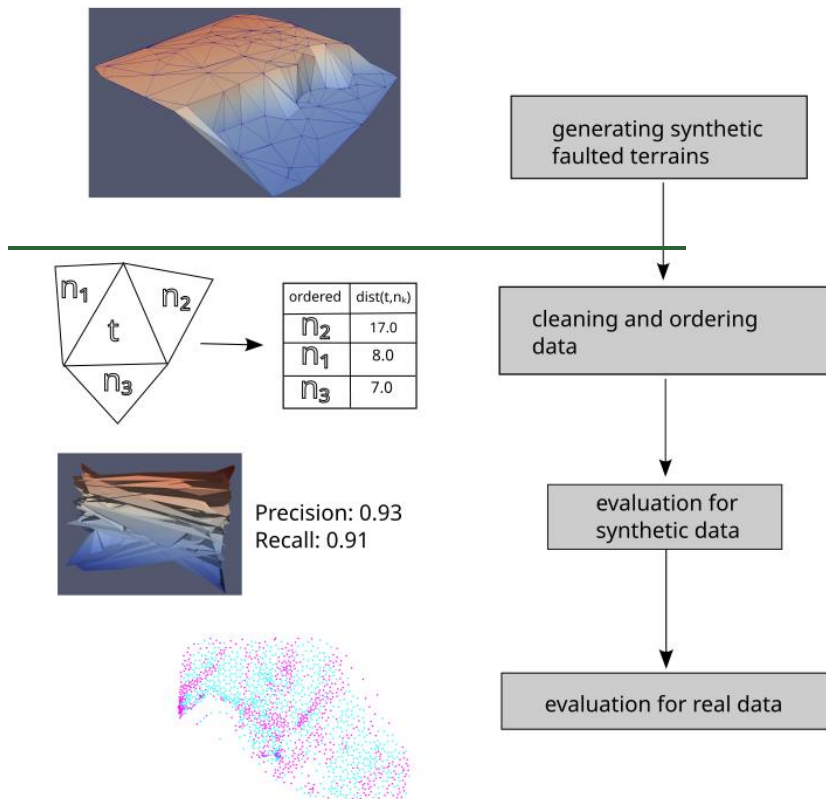 generating synthetic
faulted terrains
n₁
n₂
t
n₃
ordered dist(t,nₖ)
n₂ 17.0
n₁ 8.0
n₃ 7.0
cleaning and ordering
data
Precision: 0.93
Recall: 0.91
evaluation for
synthetic data
evaluation for real data